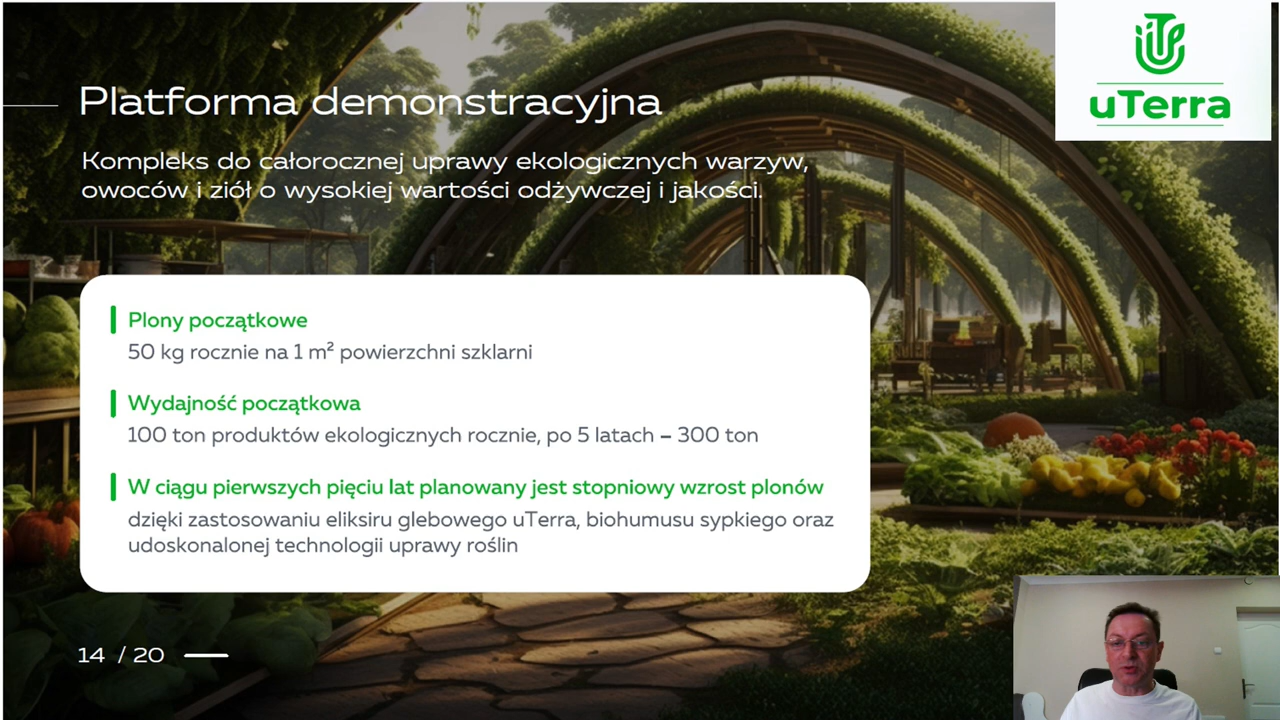 uTerra
Platforma demonstracyjna
Kompleks do całorocznej uprawy ekologicznych warzyw,
owoców i ziół o wysokiej wartości odżywczej i jakości.
Plony początkowe
50 kg rocznie na 1 m² powierzchni szklarni
Wydajność początkowa
100 ton produktów ekologicznych rocznie, po 5 latach – 300 ton
W ciągu pierwszych pięciu lat planowany jest stopniowy wzrost plonów
dzięki zastosowaniu eliksiru glebowego uTerra, biohumusu sypkiego oraz
udoskonalonej technologii uprawy roślin
14 / 20